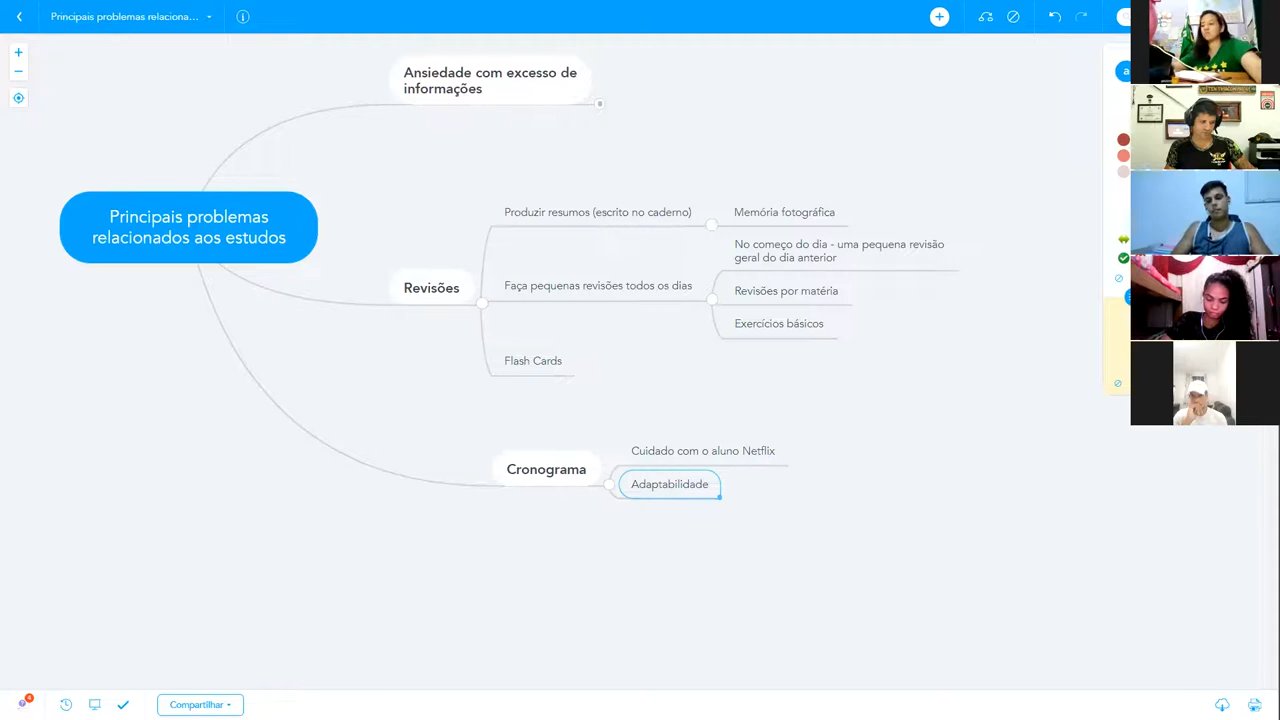 Principais problemas relaciona...
Ansiedade com excesso de
informações
Principais problemas
relacionados aos estudos
Produzir resumos (escrito no caderno)
Memória fotográfica
No começo do dia - uma pequena revisão
geral do dia anterior
Revisões
Faça pequenas revisões todos os dias
Revisões por matéria
Exercícios básicos
Flash Cards
Cronograma
Cuidado com o aluno Netflix
Adaptabilidade
Compartilhar